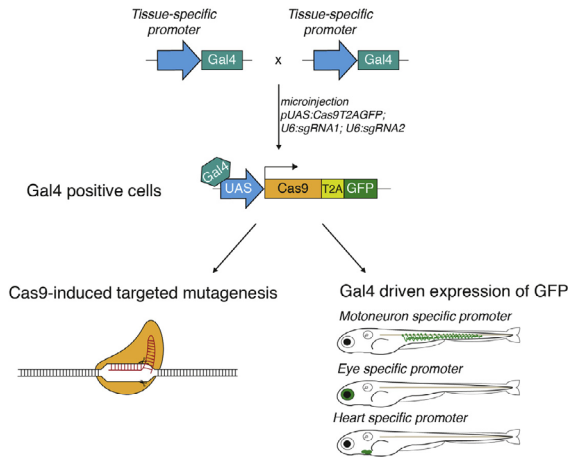 Tissue-specific
promoter
Tissue-specific
promoter
Gal4
x
Gal4
microinjection
pUAS:Cas9T2AGFP;
U6:sgRNA1; U6:sgRNA2
Gal4 positive cells
Gal4
UAS
Cas9
T2A
GFP
Cas9-induced targeted mutagenesis
Gal4 driven expression of GFP
Motoneuron specific promoter
Eye specific promoter
Heart specific promoter